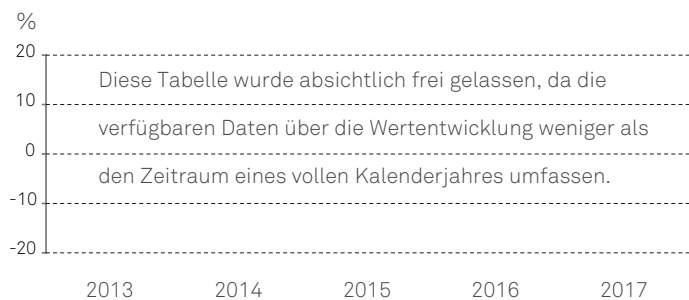 %
20
Diese Tabelle wurde absichtlich frei gelassen, da die
10
verfügbaren Daten über die Wertentwicklung weniger als
0
den Zeitraum eines vollen Kalenderjahres umfassen.
-10
-20
2013 2014 2015 2016 2017